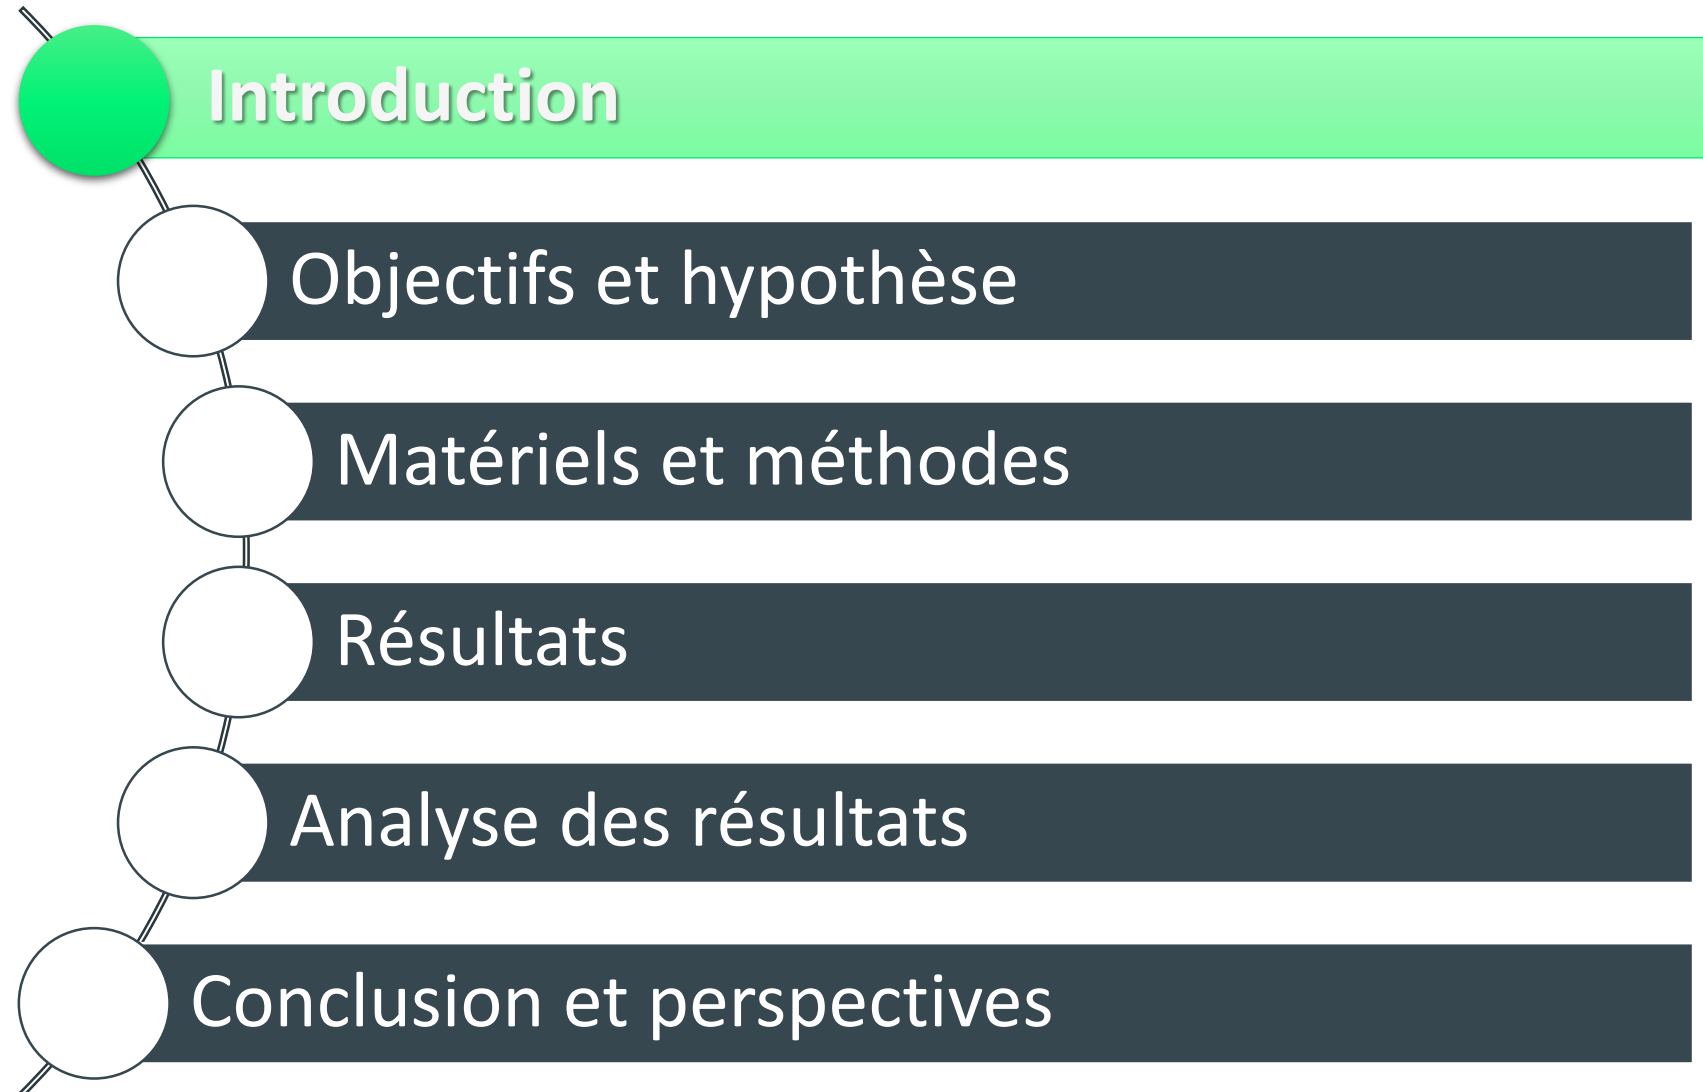 Introduction
Objectifs et hypothèse
Matériels et méthodes
Résultats
Analyse des résultats
Conclusion et perspectives